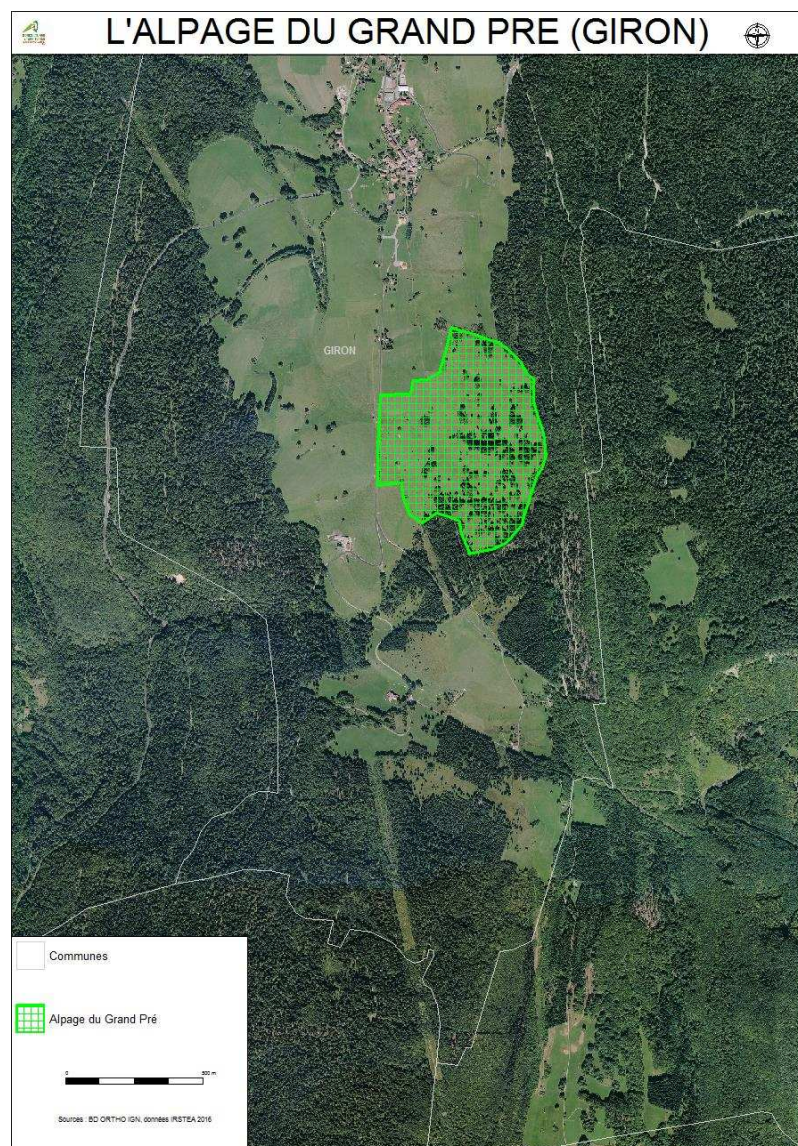 L'ALPAGE DU GRAND PRE (GIRON)
N
GIRON
Communes
Alpage du Grand Pré
0 500 m
Sources : BD ORTHO IGN, données IRSTEA 2016